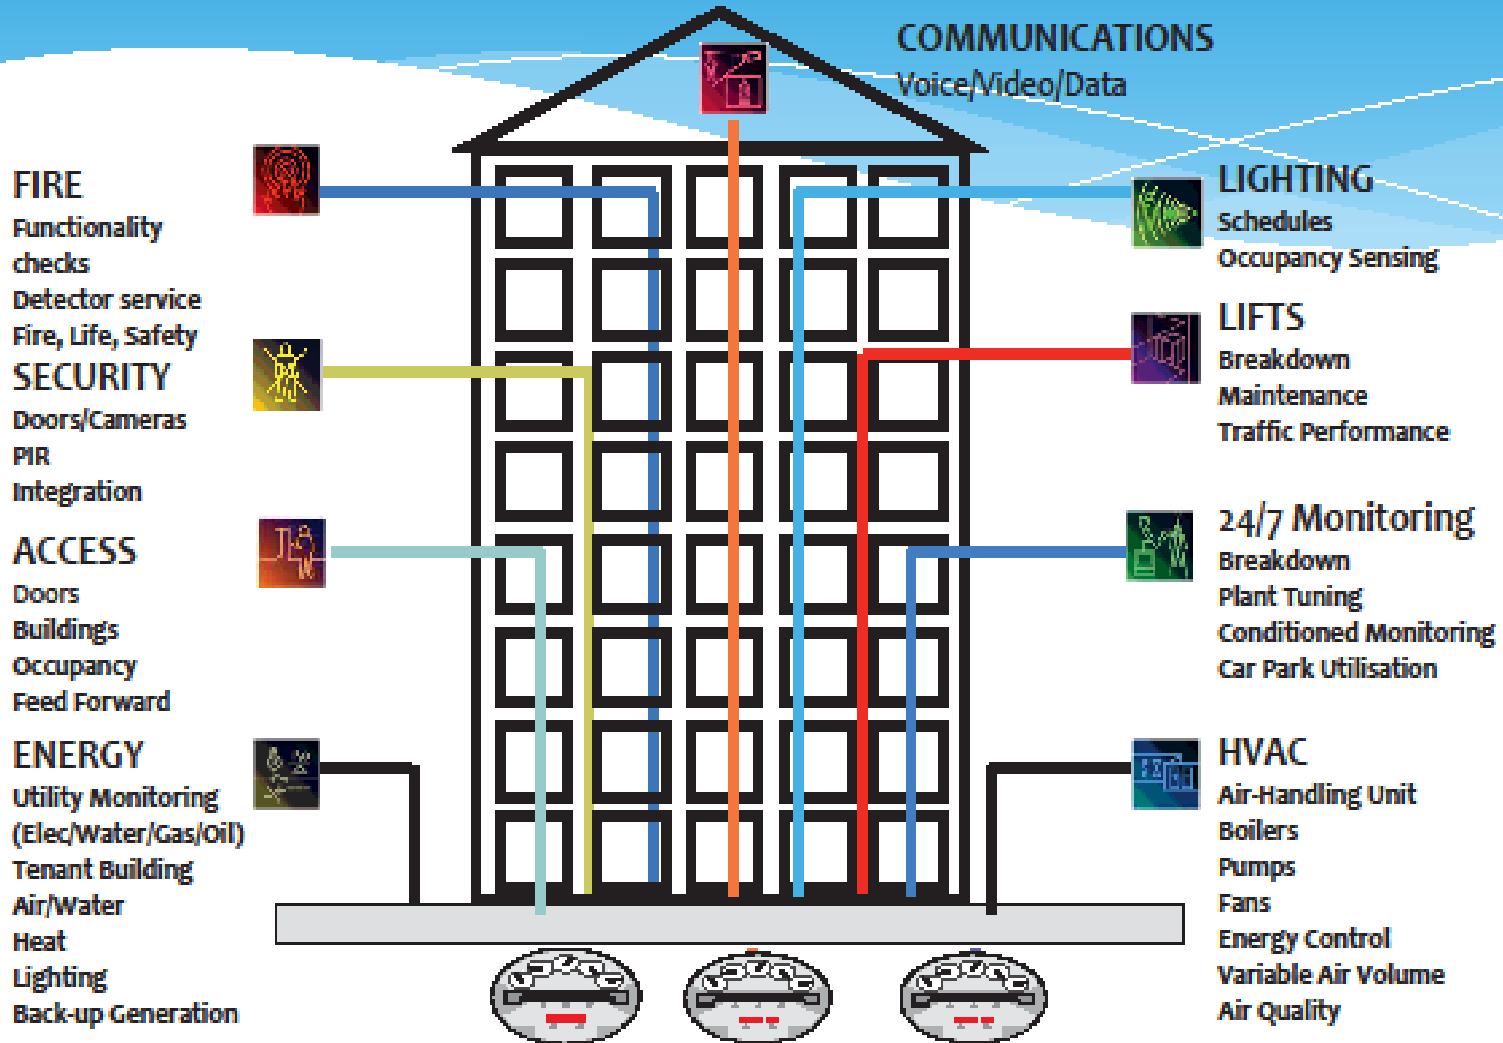 COMMUNICATIONS
Voice/Video/Data
FIRE
Functionality
checks
Detector service
Fire, Life, Safety
SECURITY
Doors/Cameras
PIR
Integration
ACCESS
Doors
Buildings
Occupancy
Feed Forward
ENERGY
Utility Monitoring
(Elec/Water/Gas/Oil)
Tenant Building
Air/Water
Heat
Lighting
Back-up Generation
LIGHTING
Schedules
Occupancy Sensing
LIFTS
Breakdown
Maintenance
Traffic Performance
24/7 Monitoring
Breakdown
Plant Tuning
Conditioned Monitoring
Car Park Utilisation
HVAC
Air-Handling Unit
Boilers
Pumps
Fans
Energy Control
Variable Air Volume
Air Quality